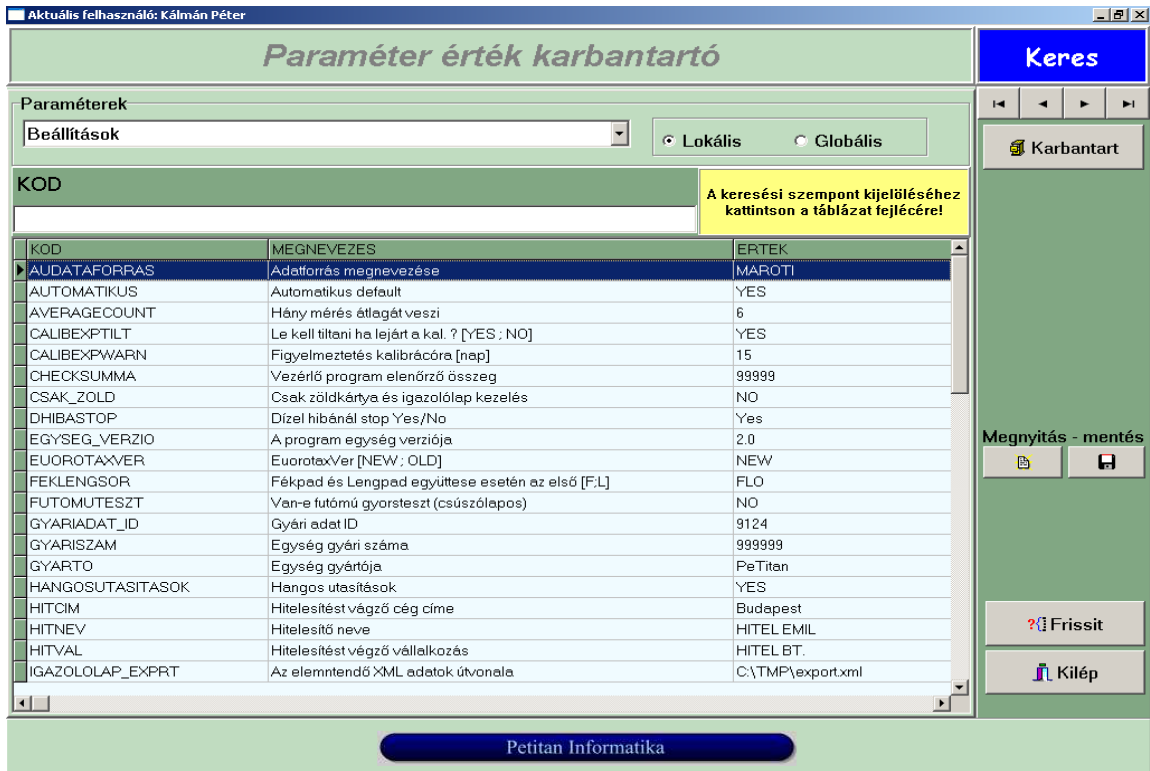 Aktuális felhasználó: Kálmán Péter
Paraméter érték karbantartó
Keres
Paraméterek
Beállítások
Lokális Globális
Karbantart
KOD
A keresési szempont kijelöléséhez
kattintson a táblázat fejlécére!
KOD MEGNEVEZES ERTEK
AUDATAFORRAS Adatforrás megnevezése MAROTI
AUTOMATIKUS Automatikus default YES
AVERAGECOUNT Hány mérés átlagát veszi 6
CALIBEXPTILT Le kell tiltani ha lejárt a kal. ? [YES ; NO] YES
CALIBEXPWARN Figyelmeztetés kalibrácóra [nap] 15
CHECKSUMMA Vezérlő program elenőrző összeg 99999
CSAK_ZOLD Csak zöldkártya és igazolólap kezelés NO
DHIBASTOP Dízel hibánál stop Yes/No Yes
EGYSEG_VERZIO A program egység verziója 2.0
EUOROTAXVER EuorotaxVer [NEW ; OLD] NEW
FEKLENGSOR Fékpad és Lengpad együttese esetén az első [F;L] FLO
FUTOMUTESZT Van-e futómú gyorsteszt (csúszólapos) NO
GYARIADAT_ID Gyári adat ID 9124
GYARISZAM Egység gyári száma 999999
GYARTO Egység gyártója PeTitan
HANGOSUTASITASOK Hangos utasítások YES
HITCIM Hitelesítést végző cég címe Budapest
HITNEV Hitelesítő neve HITEL EMIL
HITVAL Hitelesítést végző vállalkozás HITEL BT.
IGAZOLOLAP_EXPRT Az elemntendő XML adatok útvonala C:\TMP\export.xml
Megnyitás - mentés
Frissit
Kilép
Petitan Informatika